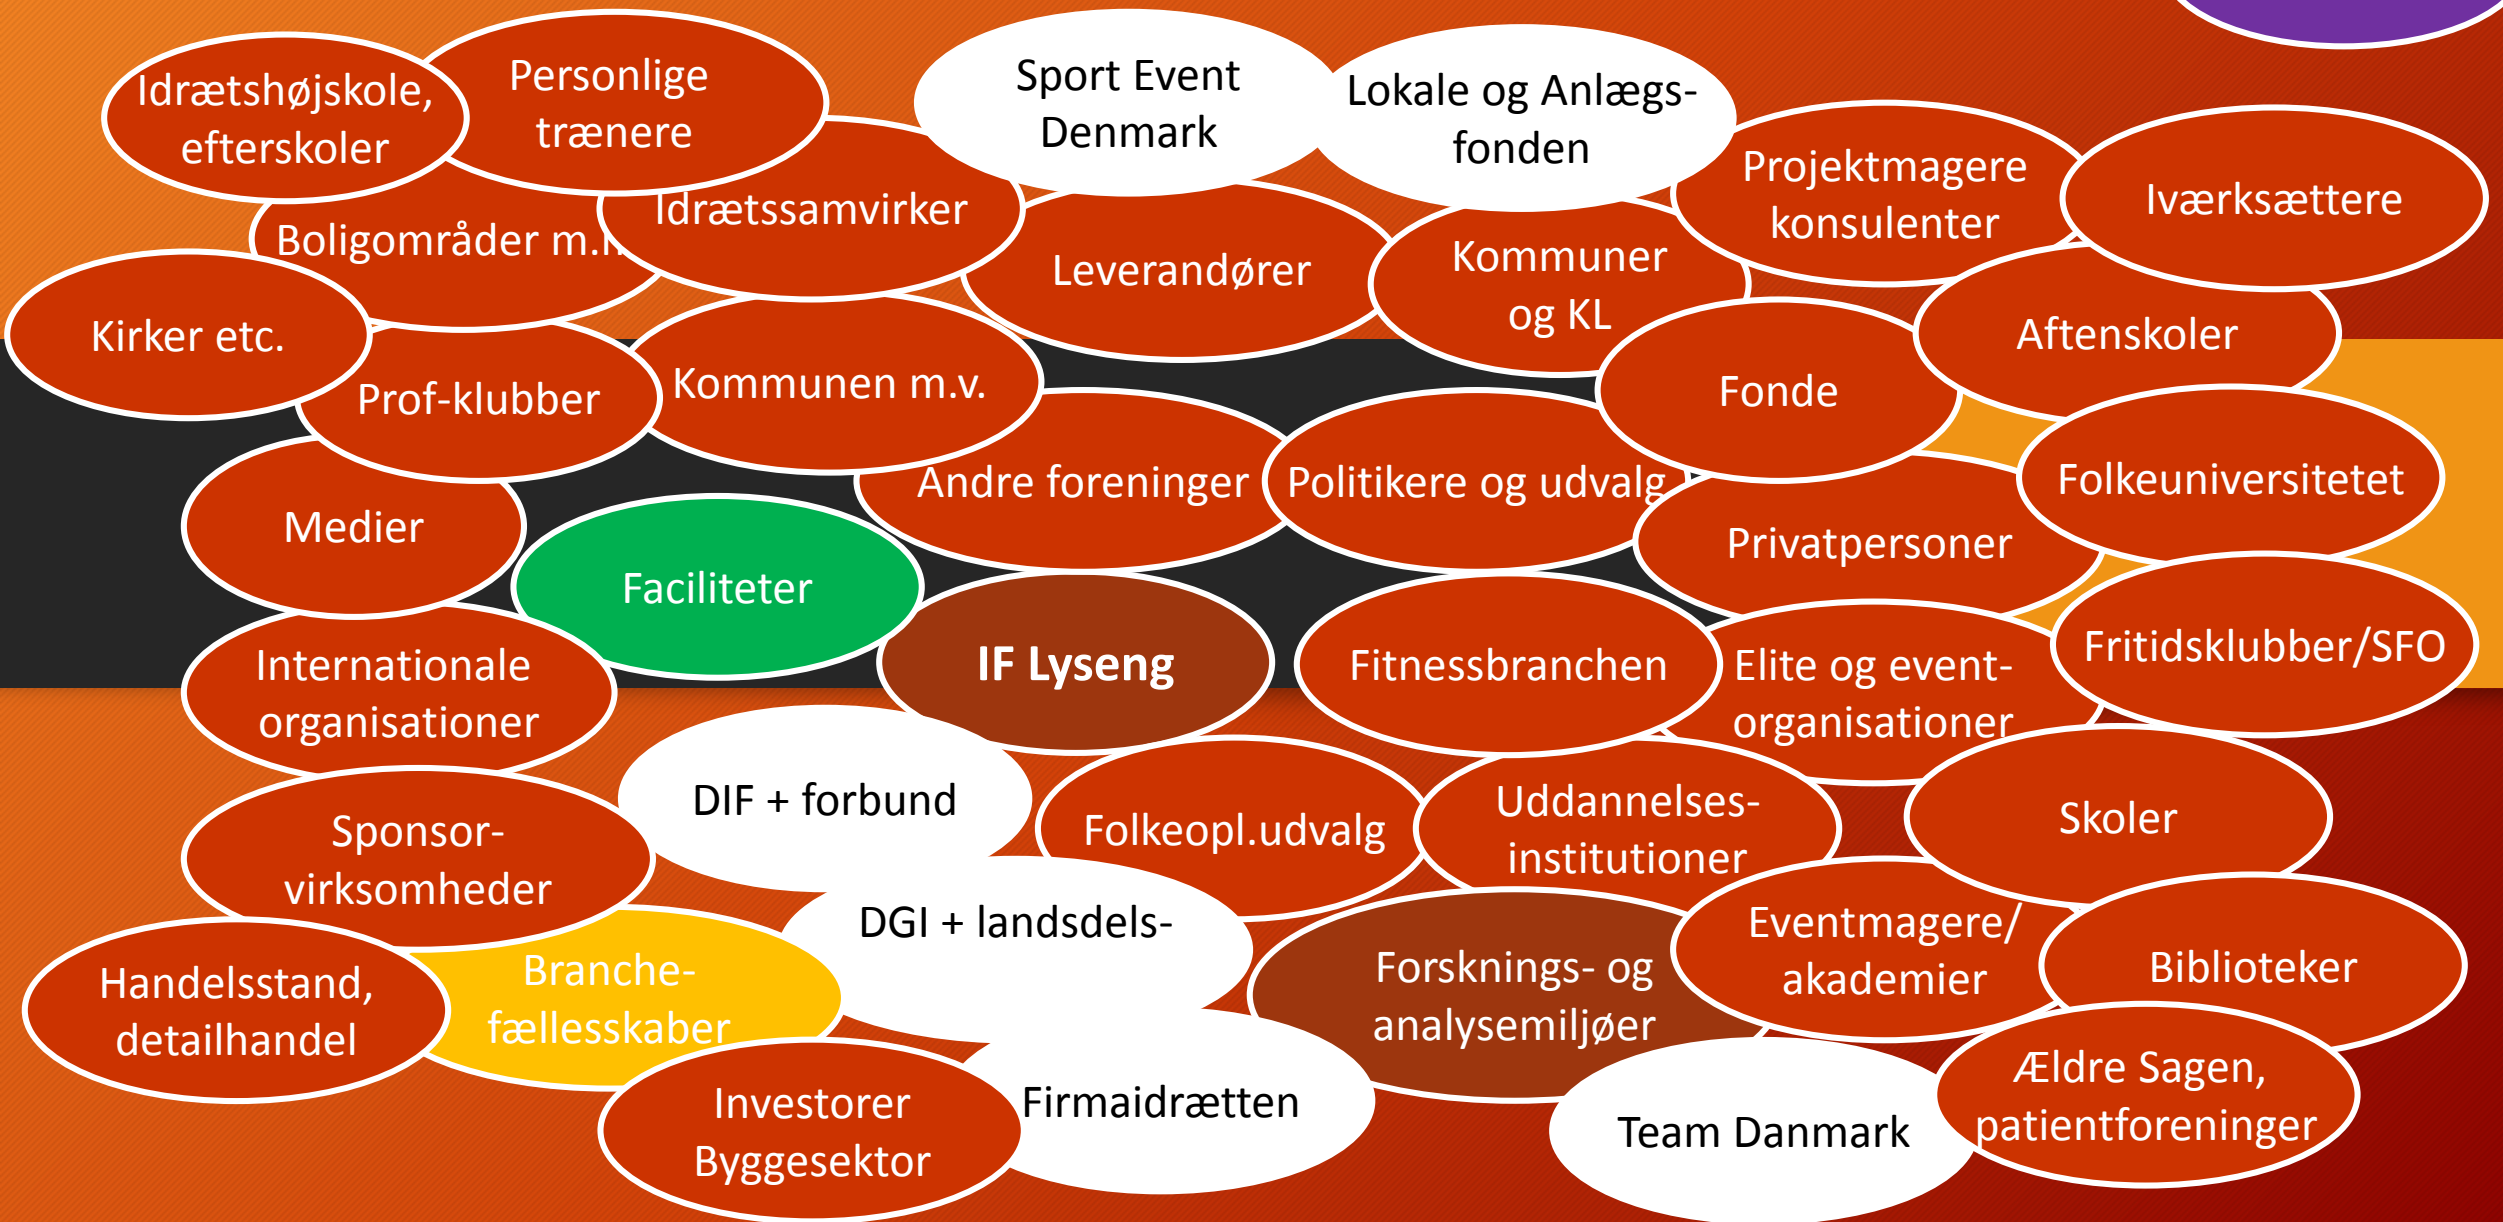 Idrætshøjskole,
efterskoler
Personlige
trænere
Sport Event
Denmark
Lokale og Anlægs-
fonden
Projektmagere
konsulenter
Iværksættere
Boligområder
Idrætssamvirker
Leverandører
Kommuner
og KL
Aftenskoler
Kirker etc.
Prof-klubber
Kommunen m.v.
Fonde
Andre foreninger
Politikere og udvalg
Folkeuniversitetet
Medier
Faciliteter
Privatpersoner
IF Lyseng
Fitnessbranchen
Elite og event-
organisationer
Fritidsklubber/SFO
Internationale
organisationer
DIF + forbund
Folkeopl.udvalg
Uddannelses-
institutioner
Skoler
Sponsor-
virksomheder
DGI + landsdels-
Forsknings- og
analysemiljøer
Eventmagere/
akademier
Biblioteker
Handelsstand,
detailhandel
Branche-
fællesskaber
Investorer
Byggesektor
Firmaidrætten
Team Danmark
Ældre Sagen,
patientforeninger